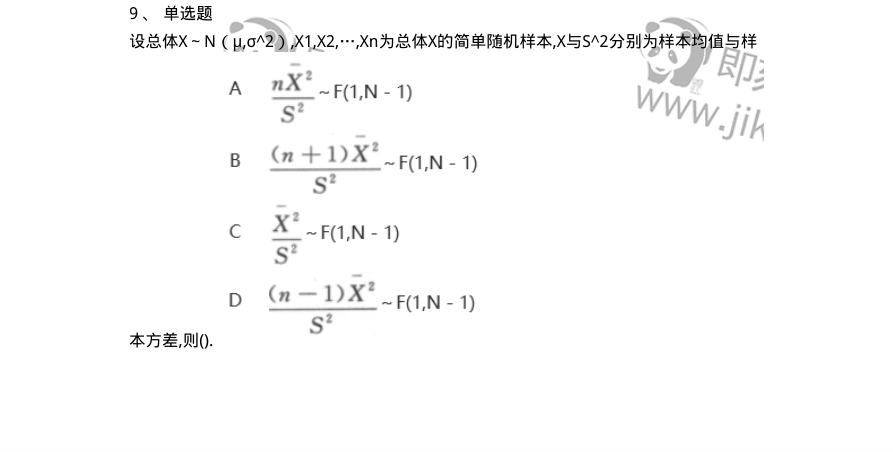 9 、 单选题
设总体X ~ N（μ,σ^2）,X1,X2,…,Xn为总体X的简单随机样本,X与S^2分别为样本均值与样
A nX̄²/S² ~ F(1,N - 1)
B (n + 1)X̄²/S² ~ F(1,N - 1)
C X̄²/S² ~ F(1,N - 1)
D (n － 1)X̄²/S² ~ F(1,N - 1)
本方差,则().
即
www.jik